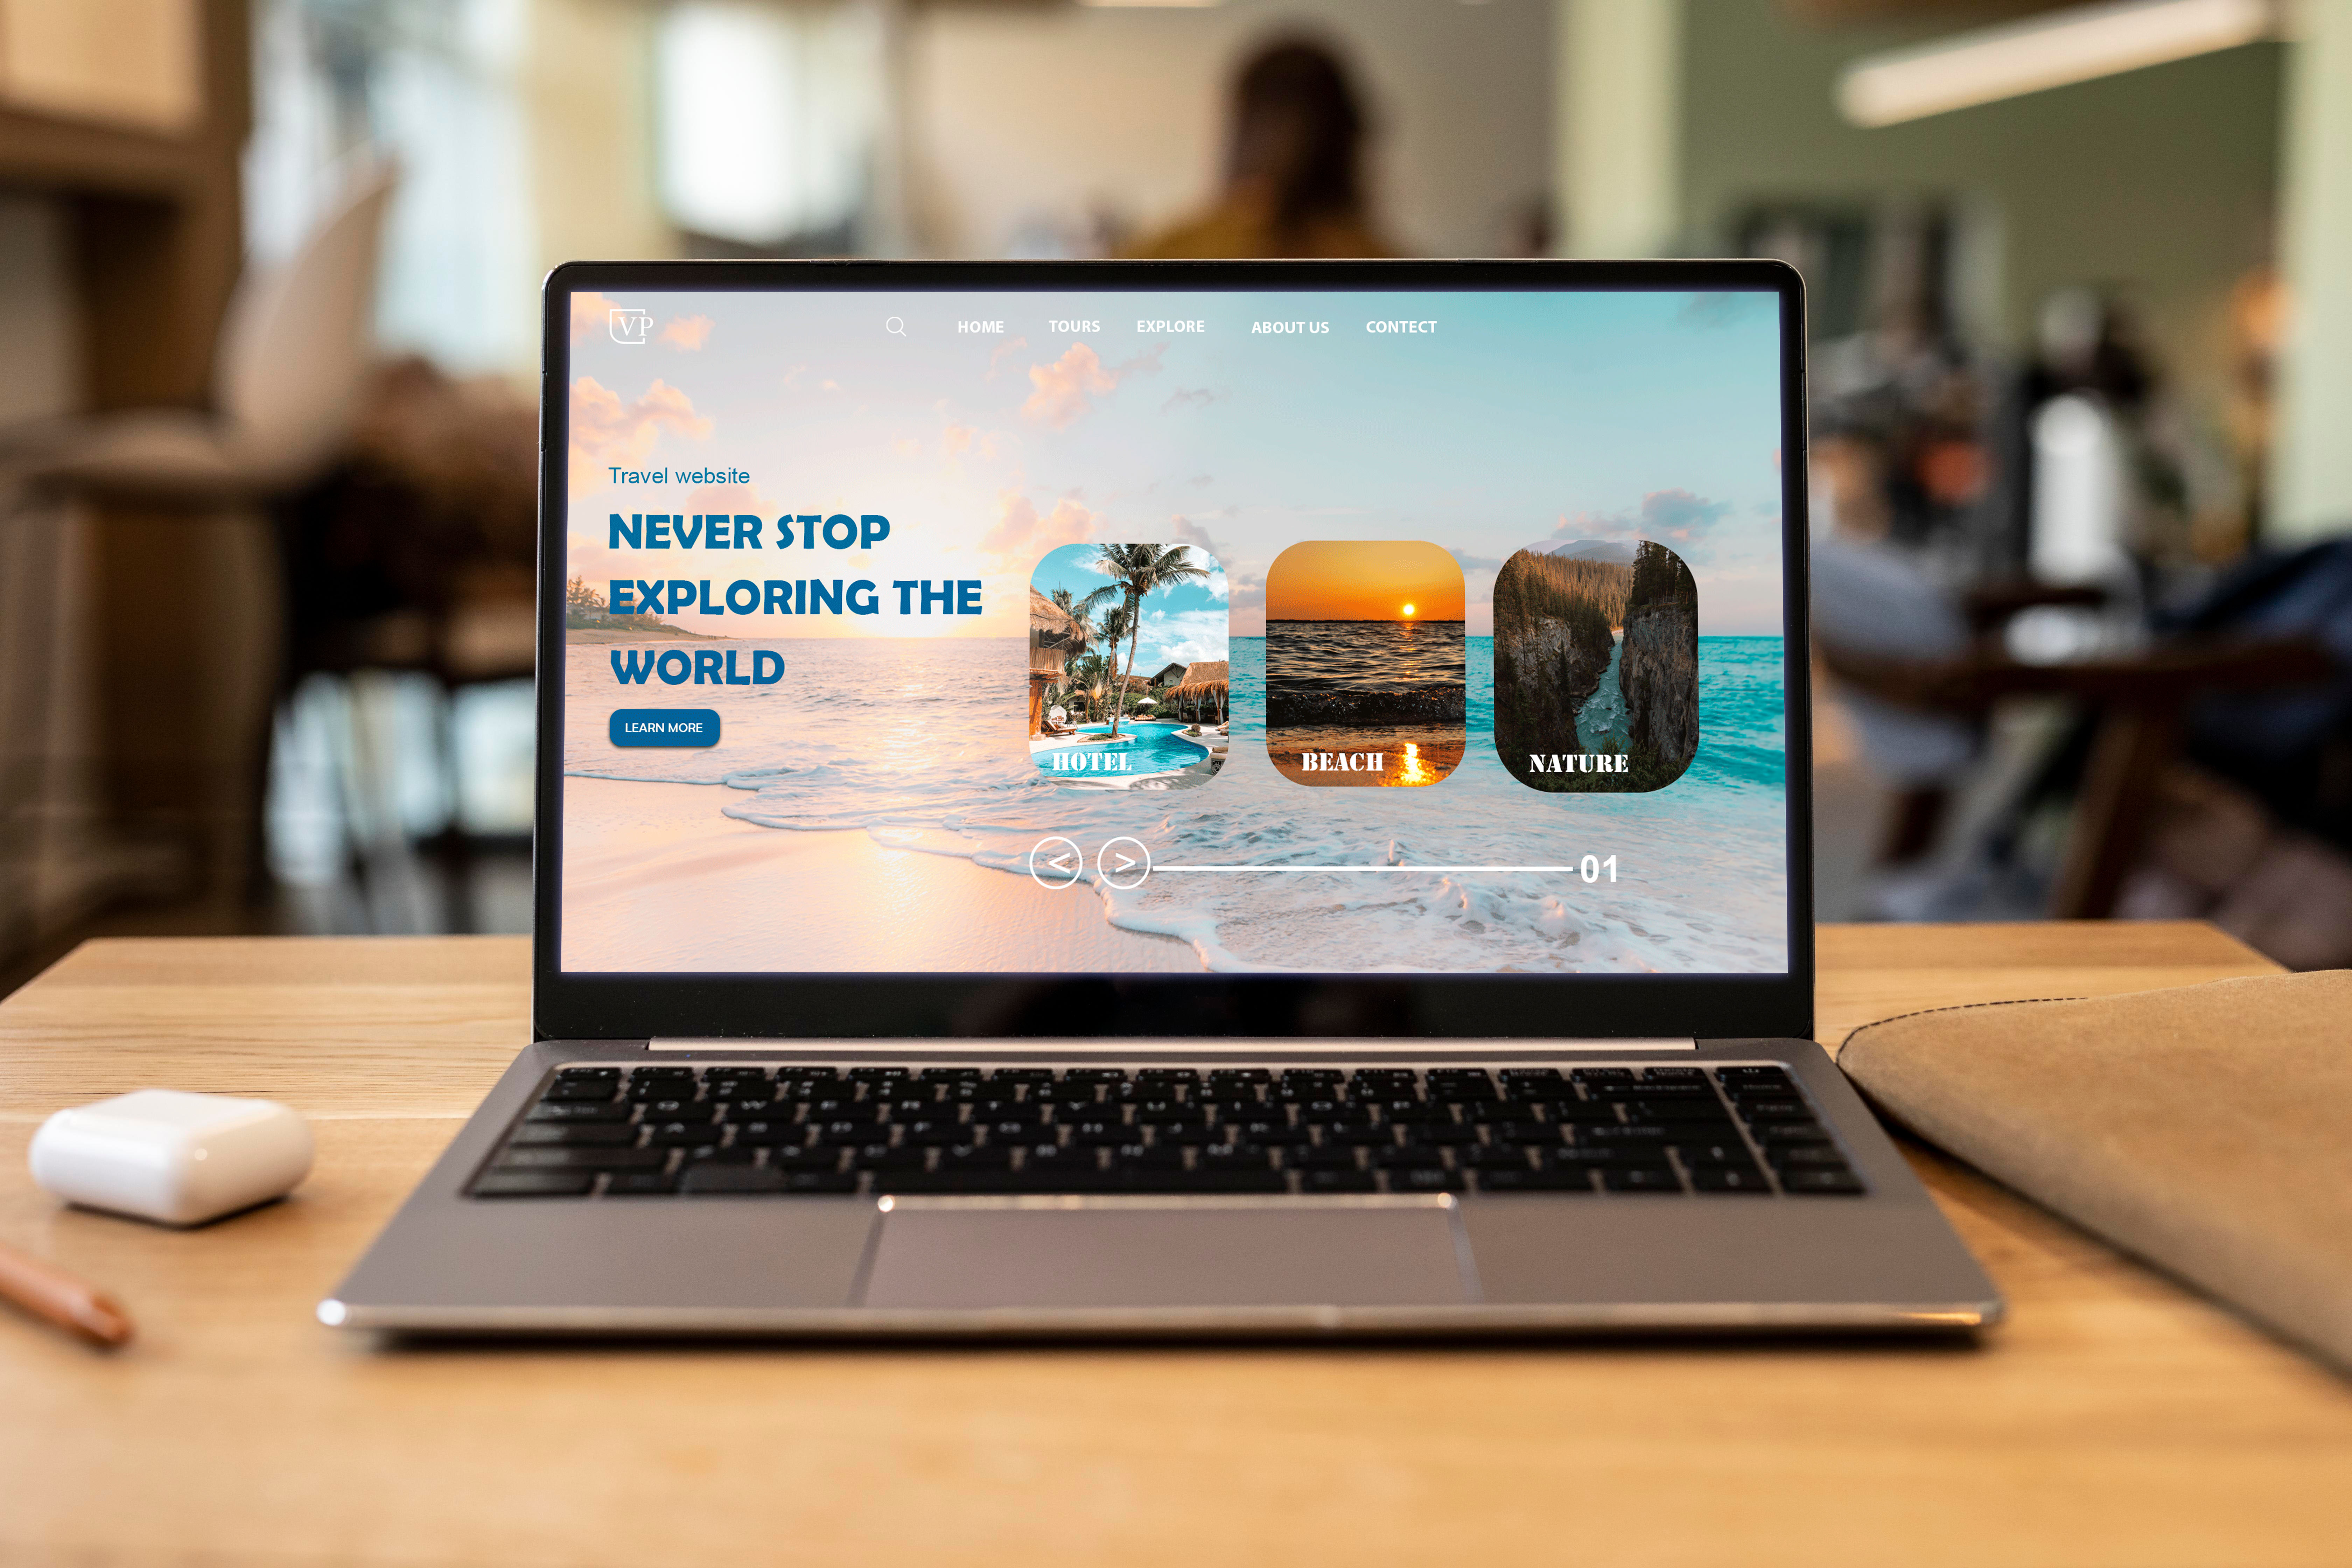 VP
HOME TOURS EXPLORE ABOUT US CONTACT
Travel website
NEVER STOP
EXPLORING THE
WORLD
LEARN MORE
HOTEL BEACH NATURE
< > 01